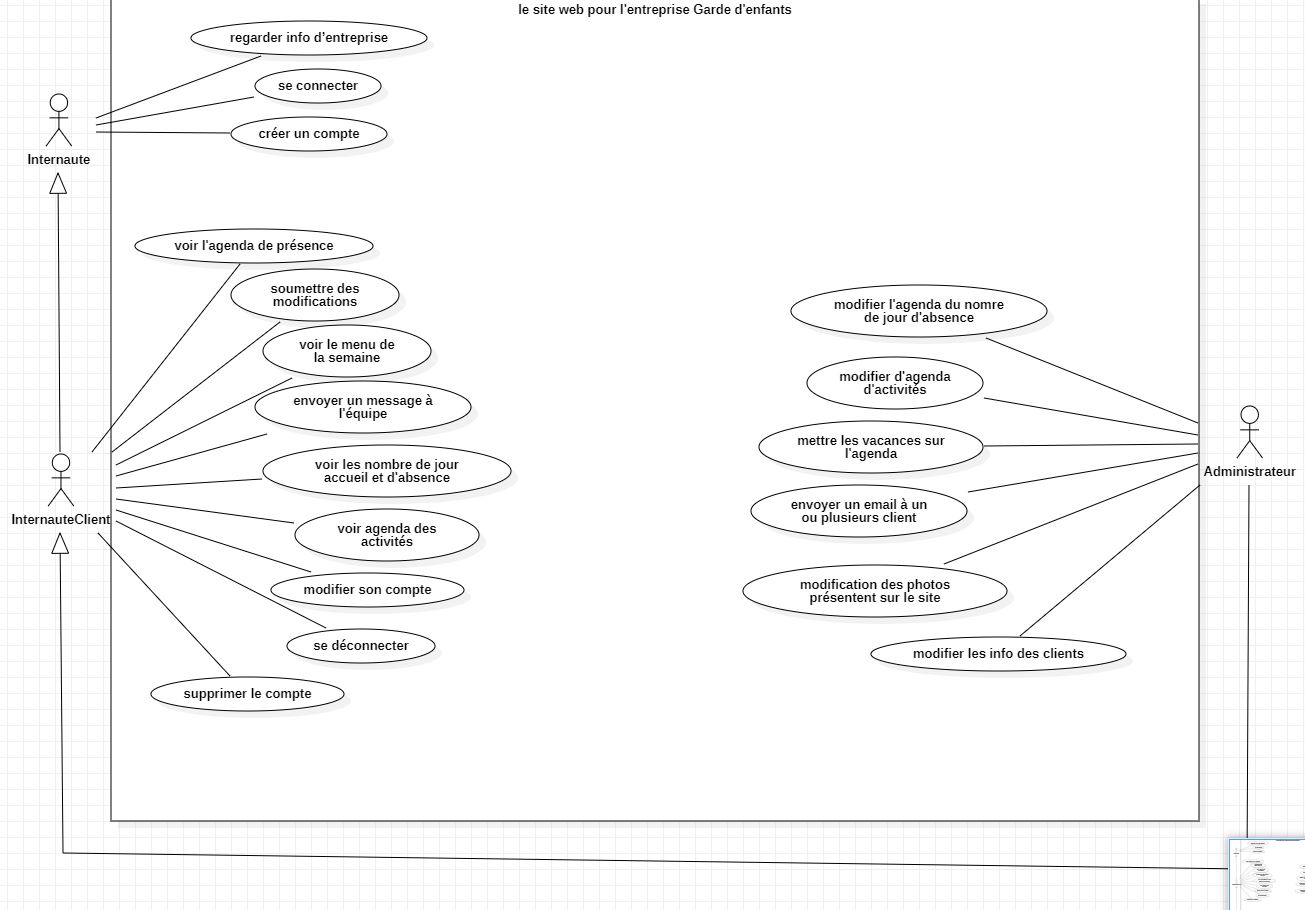 le site web pour l'entreprise Garde d'enfants
regarder info d'entreprise
se connecter
créer un compte
Internaute
voir l'agenda de présence
soumettre des
modifications
voir le menu de
la semaine
envoyer un message à
l'équipe
voir les nombre de jour
accueil et d'absence
InternauteClient
voir agenda des
activités
modifier son compte
se déconnecter
supprimer le compte
modifier l'agenda du nomre
de jour d'absence
modifier d'agenda
d'activités
mettre les vacances sur
l'agenda
Administrateur
envoyer un email à un
ou plusieurs client
modification des photos
présentent sur le site
modifier les info des clients